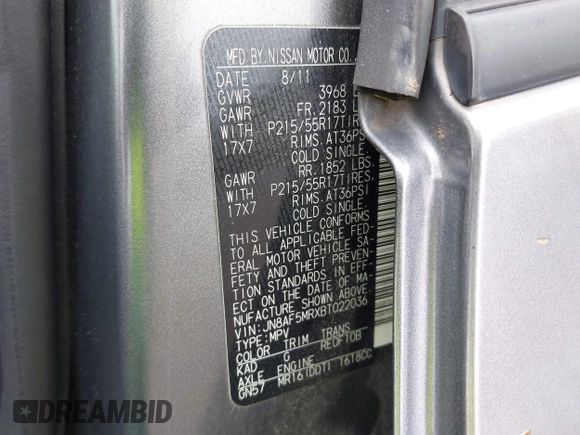 MFD BY NISSAN MOTOR CO.,
DATE 8/11
GVWR 3968 L
GAWR FR. 2183 L
WITH P215/55R17TIRE
17X7 RIMS. AT36PS
COLD SINGLE.
GAWR RR. 1852 LBS.
WITH P215/55R17TIRES.
17X7 RIMS. AT36PSI
COLD SINGLE.
THIS VEHICLE CONFORMS
TO ALL APPLICABLE FED-
ERAL MOTOR VEHICLE SA-
FETY AND THEFT PREVEN-
TION STANDARDS IN EFF-
ECT ON THE DATE OF MA-
NUFACTURE SHOWN ABOVE.
VIN: JN8AF5MRXBT022036
TYPE: MPV
COLOR TRIM TRANS
KAD G RE0F10B
AXLE ENGINE
GN57 MR16(DDT) 1618CC
DREAMBID